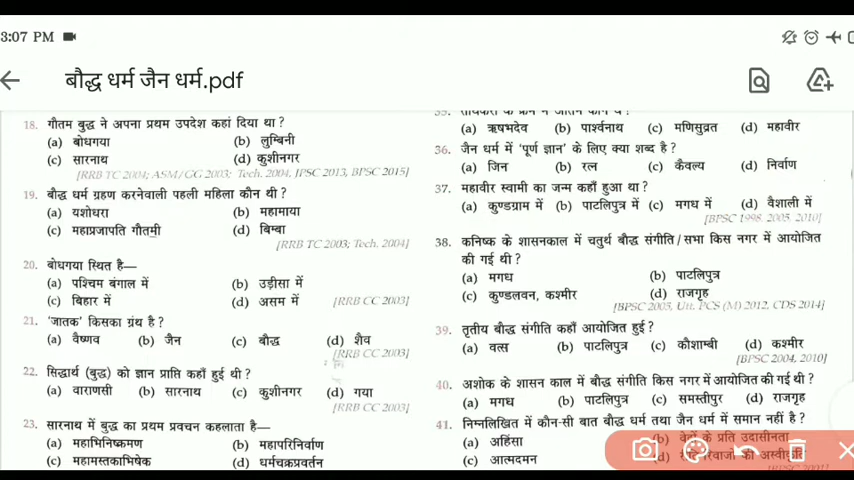 3:07 PM
बौद्ध धर्म जैन धर्म.pdf
18. गौतम बुद्ध ने अपना प्रथम उपदेश कहां दिया था ?
(a) बोधगया (b) लुम्बिनी
(c) सारनाथ (d) कुशीनगर
[RRB TC 2004; ASM/GG 2003; Tech. 2004, JPSC 2013, BPSC 2015]
19. बौद्ध धर्म ग्रहण करनेवाली पहली महिला कौन थी ?
(a) यशोधरा (b) महामाया
(c) महाप्रजापति गौतमी (d) बिम्बा
[RRB TC 2003; Tech. 2004]
20. बोधगया स्थित है—
(a) पश्चिम बंगाल में (b) उड़ीसा में
(c) बिहार में (d) असम में [RRB CC 2003]
21. 'जातक' किसका ग्रंथ है ?
(a) वैष्णव (b) जैन (c) बौद्ध (d) शैव
[RRB CC 2003]
22. सिद्धार्थ (बुद्ध) को ज्ञान प्राप्ति कहाँ हुई थी ?
(a) वाराणसी (b) सारनाथ (c) कुशीनगर (d) गया
[RRB CC 2003]
23. सारनाथ में बुद्ध का प्रथम प्रवचन कहलाता है—
(a) महाभिनिष्क्रमण (b) महापरिनिर्वाण
(c) महामस्तकाभिषेक (d) धर्मचक्रप्रवर्तन
35.
(a) ऋषभदेव (b) पार्श्वनाथ (c) मणिसुव्रत (d) महावीर
36. जैन धर्म में 'पूर्ण ज्ञान' के लिए क्या शब्द है ?
(a) जिन (b) रत्न (c) कैवल्य (d) निर्वाण
37. महावीर स्वामी का जन्म कहाँ हुआ था ?
(a) कुण्डग्राम में (b) पाटलिपुत्र में (c) मगध में (d) वैशाली में
[BPSC 1998, 2005, 2010]
38. कनिष्क के शासनकाल में चतुर्थ बौद्ध संगीति/सभा किस नगर में आयोजित
की गई थी ?
(a) मगध (b) पाटलिपुत्र
(c) कुण्डलवन, कश्मीर (d) राजगृह
[BPSC 2005, Utt. PCS (M) 2012, CDS 2014]
39. तृतीय बौद्ध संगीति कहाँ आयोजित हुई ?
(a) वत्स (b) पाटलिपुत्र (c) कौशाम्बी (d) कश्मीर
[BPSC 2004, 2010]
40. अशोक के शासन काल में बौद्ध संगीति किस नगर में आयोजित की गई थी ?
(a) मगध (b) पाटलिपुत्र (c) समस्तीपुर (d) राजगृह
41. निम्नलिखित में कौन-सी बात बौद्ध धर्म तथा जैन धर्म में समान नहीं है ?
(a) अहिंसा (b) वेदों के प्रति उदासीनता
(c) आत्मदमन (d) रीति रिवाजों की अस्वीकृति